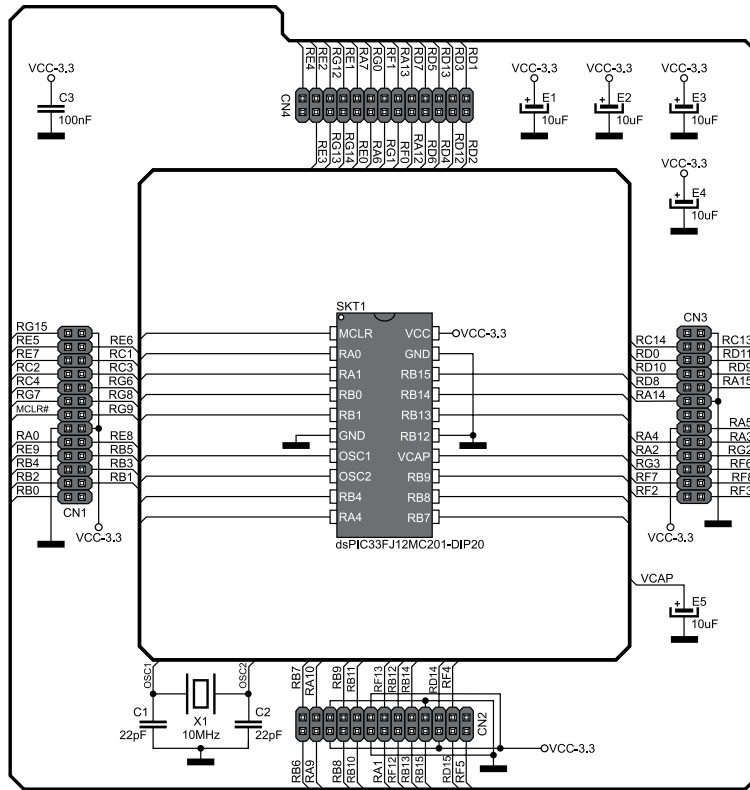 RE4 RE2 RG12 RE1 RA7 RG0 RF1 RA13 RD7 RD5 RD13 RD3 RD1
CN4
RE3 RG13 RG14 RE0 RA6 RG1 RF0 RA12 RD6 RD4 RD12 RD2
VCC-3.3
C3
100nF
VCC-3.3 VCC-3.3 VCC-3.3
+ E1 + E2 + E3
10uF 10uF 10uF
VCC-3.3
+ E4
10uF
SKT1
MCLR VCC VCC-3.3
RA0 GND
RA1 RB15
RB0 RB14
RB1 RB13
GND RB12
OSC1 VCAP
OSC2 RB9
RB4 RB8
RA4 RB7
dsPIC33FJ12MC201-DIP20
RG15
RE5 RE6
RE7 RC1
RC2 RC3
RC4 RG6
RG7 RG8
MCLR# RG9
RA0 RE8
RE9 RB5
RB4 RB3
RB2 RB1
RB0
CN1
VCC-3.3
CN3
RC14 RC13
RD0 RD11
RD10 RD9
RD8 RA15
RA14
RA5
RA4 RA3
RA2 RG2
RG3 RF6
RF7 RF8
RF2 RF3
VCC-3.3
VCAP
+ E5
10uF
OSC1 OSC2
C1 X1 C2
22pF 10MHz 22pF
RB7 RA10 RB9 RB11 RF13 RB12 RB14 RD14 RF4
CN2
VCC-3.3
RB6 RA9 RB8 RB10 RA1 RF12 RB13 RB15 RD15 RF5